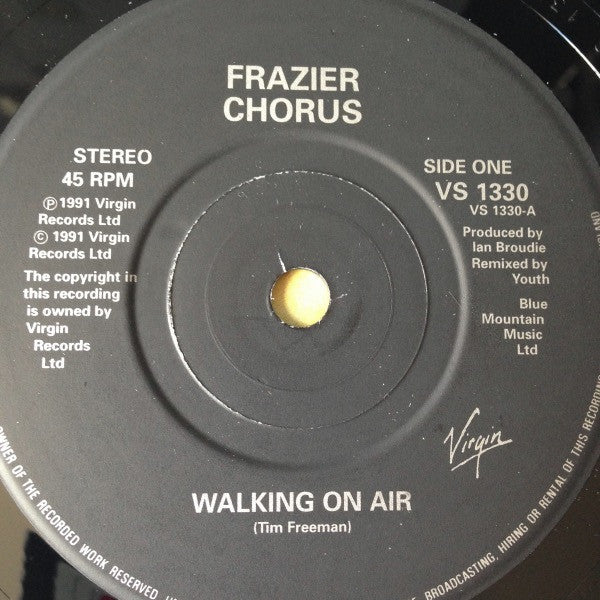 FRAZIER
CHORUS
STEREO
45 RPM
℗ 1991 Virgin
Records Ltd
© 1991 Virgin
Records Ltd
The copyright in
this recording
is owned by
Virgin
Records
Ltd
SIDE ONE
VS 1330
VS 1330-A
Produced by
Ian Broudie
Remixed by
Youth
Blue
Mountain
Music
Ltd
Virgin
WALKING ON AIR
(Tim Freeman)
OWNER OF THE RECORDED WORK RESERVED
BROADCASTING, HIRING OR RENTAL OF THIS RECORDING